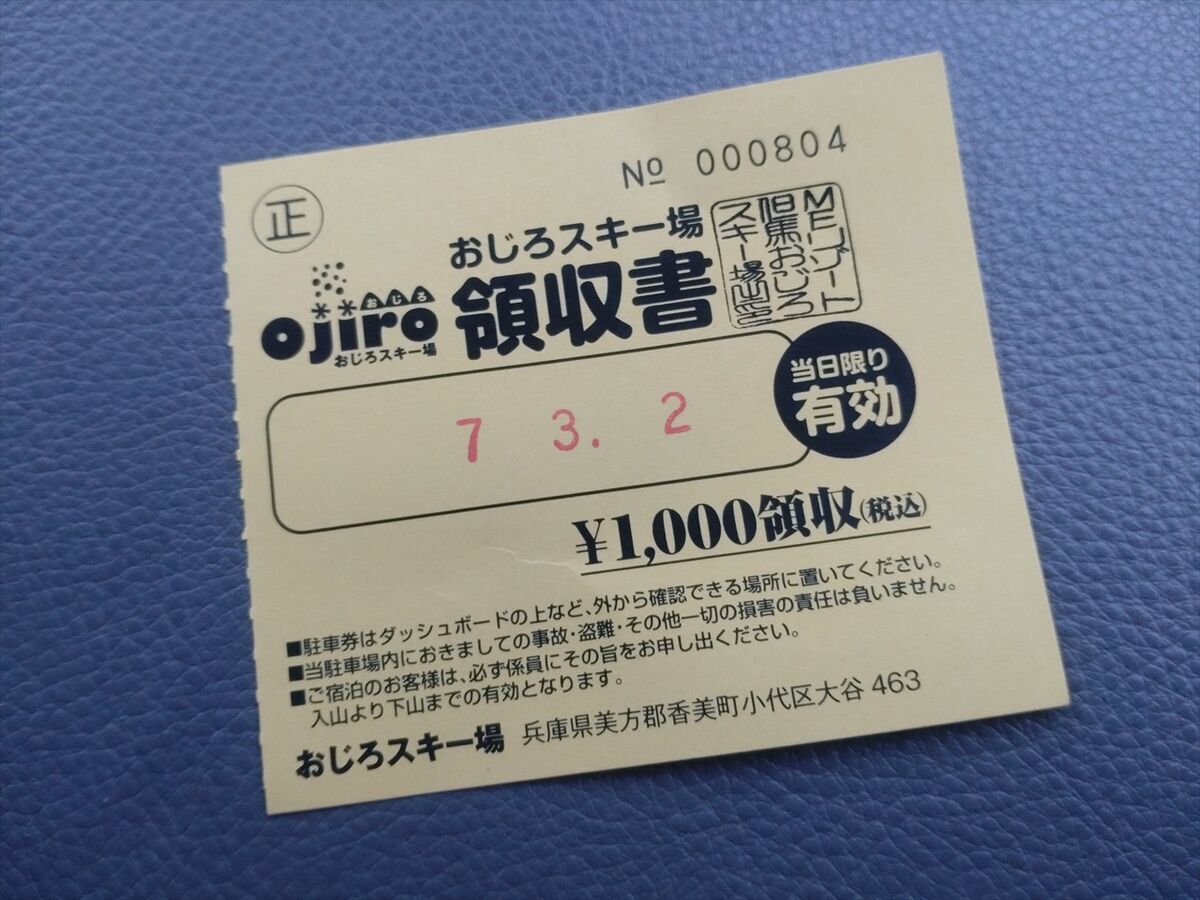 № 000804
正
おじろスキー場
領収書
MEリゾート
但馬おじろ
スキー場
おじろ
ojiro
おじろスキー場
7 3. 2
当日限り
有効
¥1,000領収(税込)
■駐車券はダッシュボードの上など、外から確認できる場所に置いてください。
■当駐車場内におきましての事故・盗難・その他一切の損害の責任は負いません。
■ご宿泊のお客様は、必ず係員にその旨をお申し出ください。
入山より下山までの有効となります。
おじろスキー場 兵庫県美方郡香美町小代区大谷 463